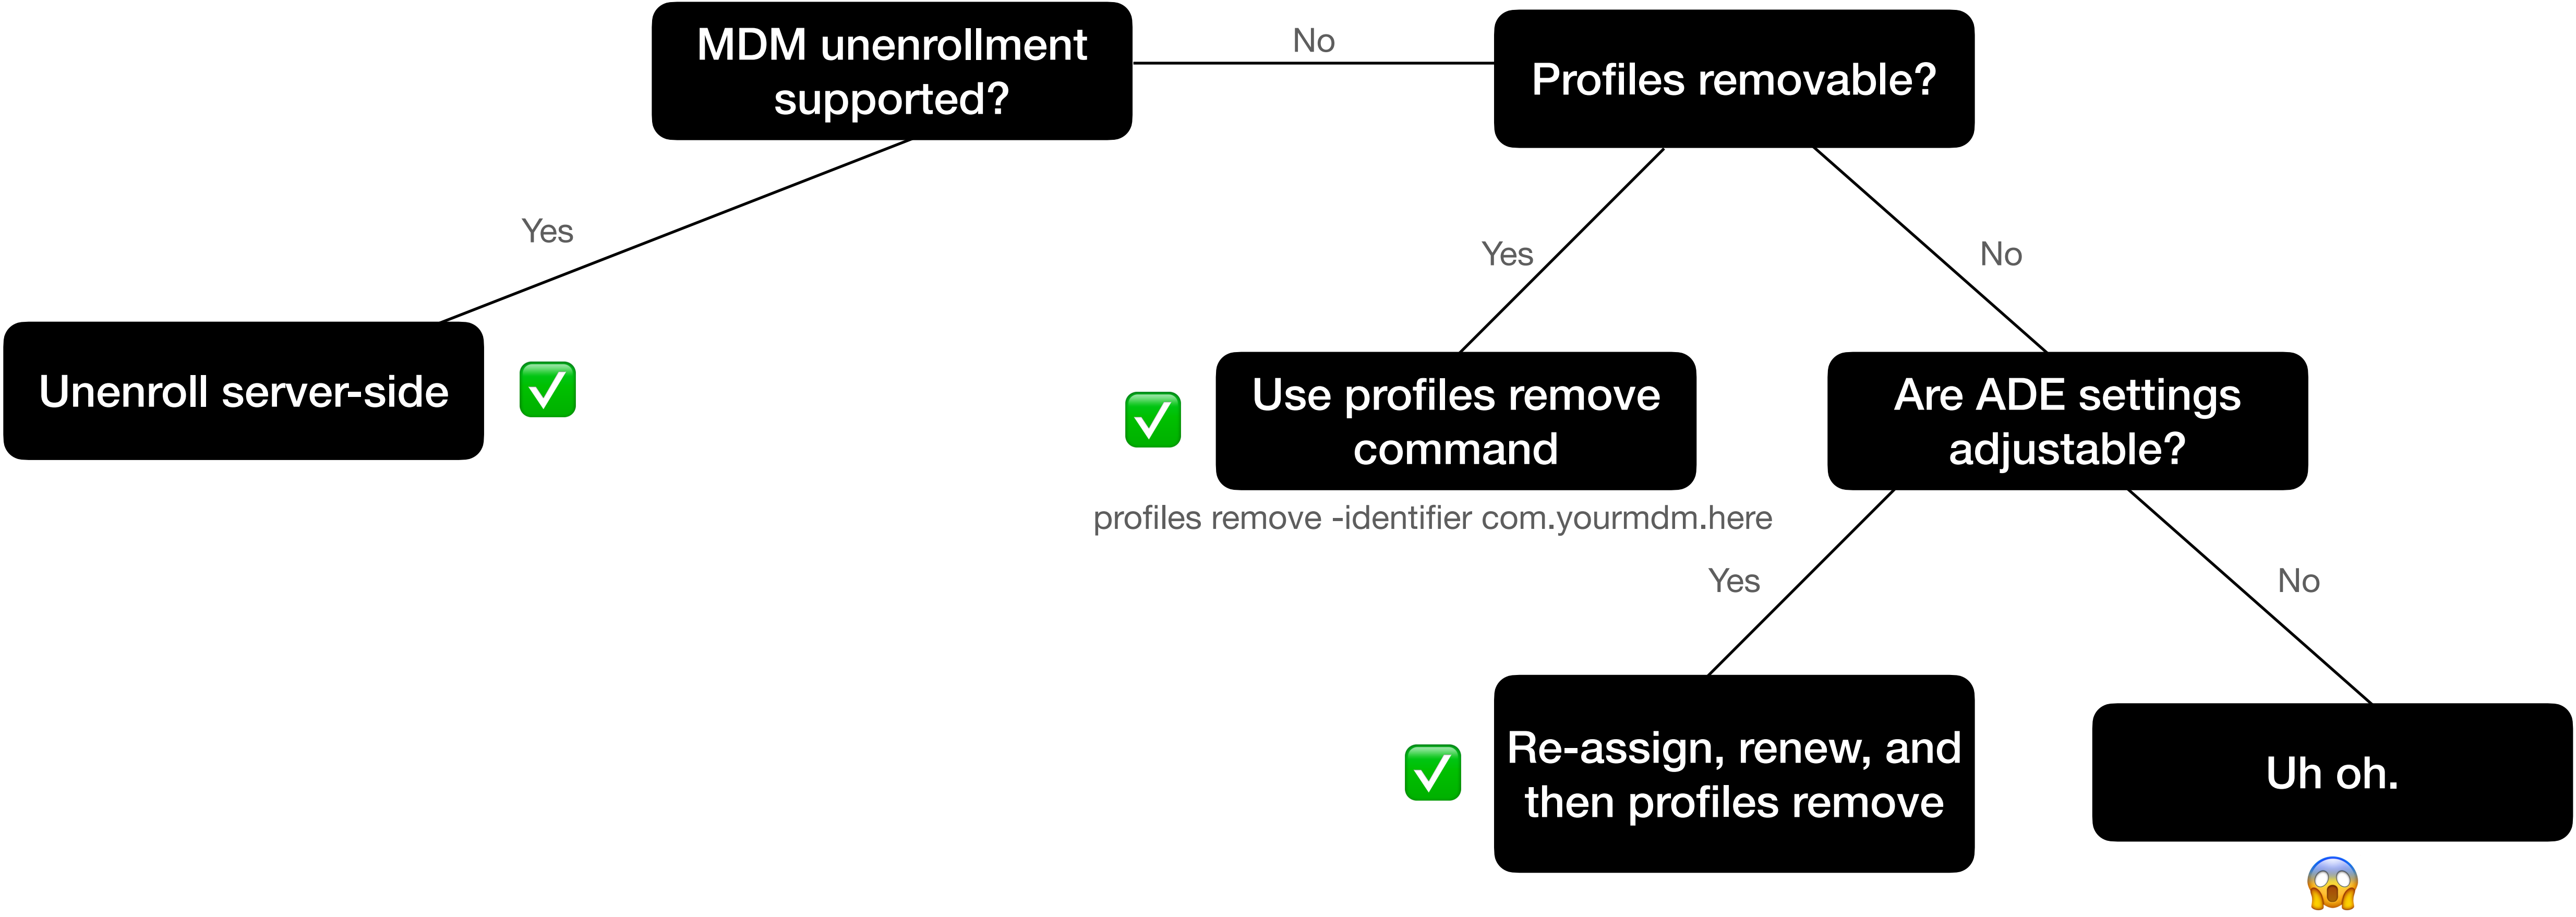 MDM unenrollment
supported?
No
Profiles removable?
Yes
Yes
No
Unenroll server-side
Use profiles remove
command
Are ADE settings
adjustable?
profiles remove -identifier com.yourmdm.here
Yes
No
Re-assign, renew, and
then profiles remove
Uh oh.